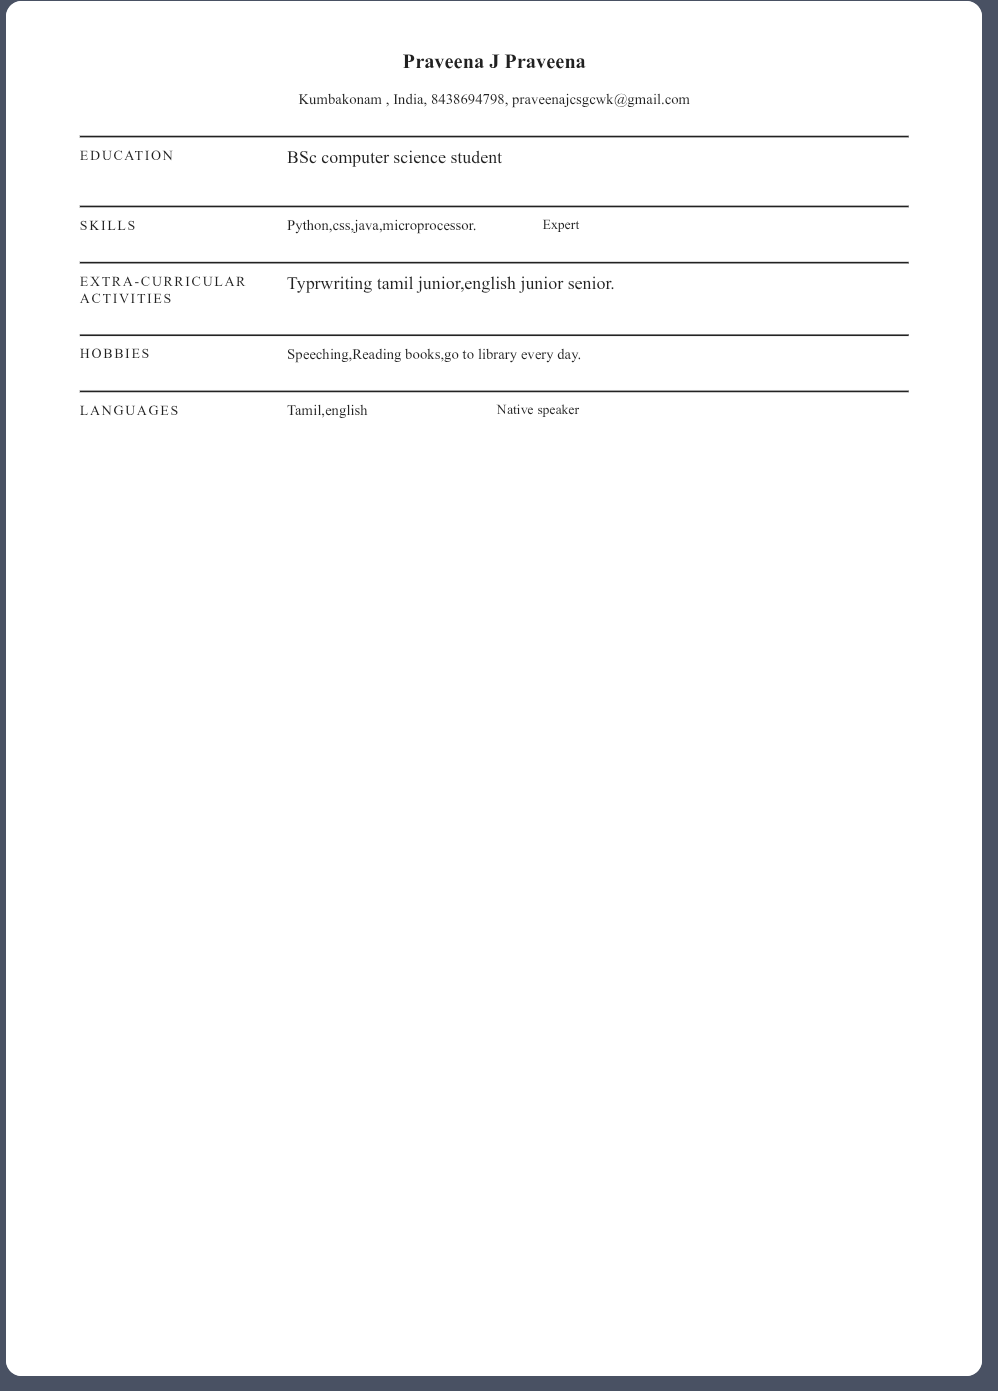 Praveena J Praveena
Kumbakonam , India, 8438694798, praveenajcsgcwk@gmail.com
EDUCATION BSc computer science student
SKILLS Python,css,java,microprocessor. Expert
EXTRA-CURRICULAR Typrwriting tamil junior,english junior senior.
ACTIVITIES
HOBBIES Speeching,Reading books,go to library every day.
LANGUAGES Tamil,english Native speaker